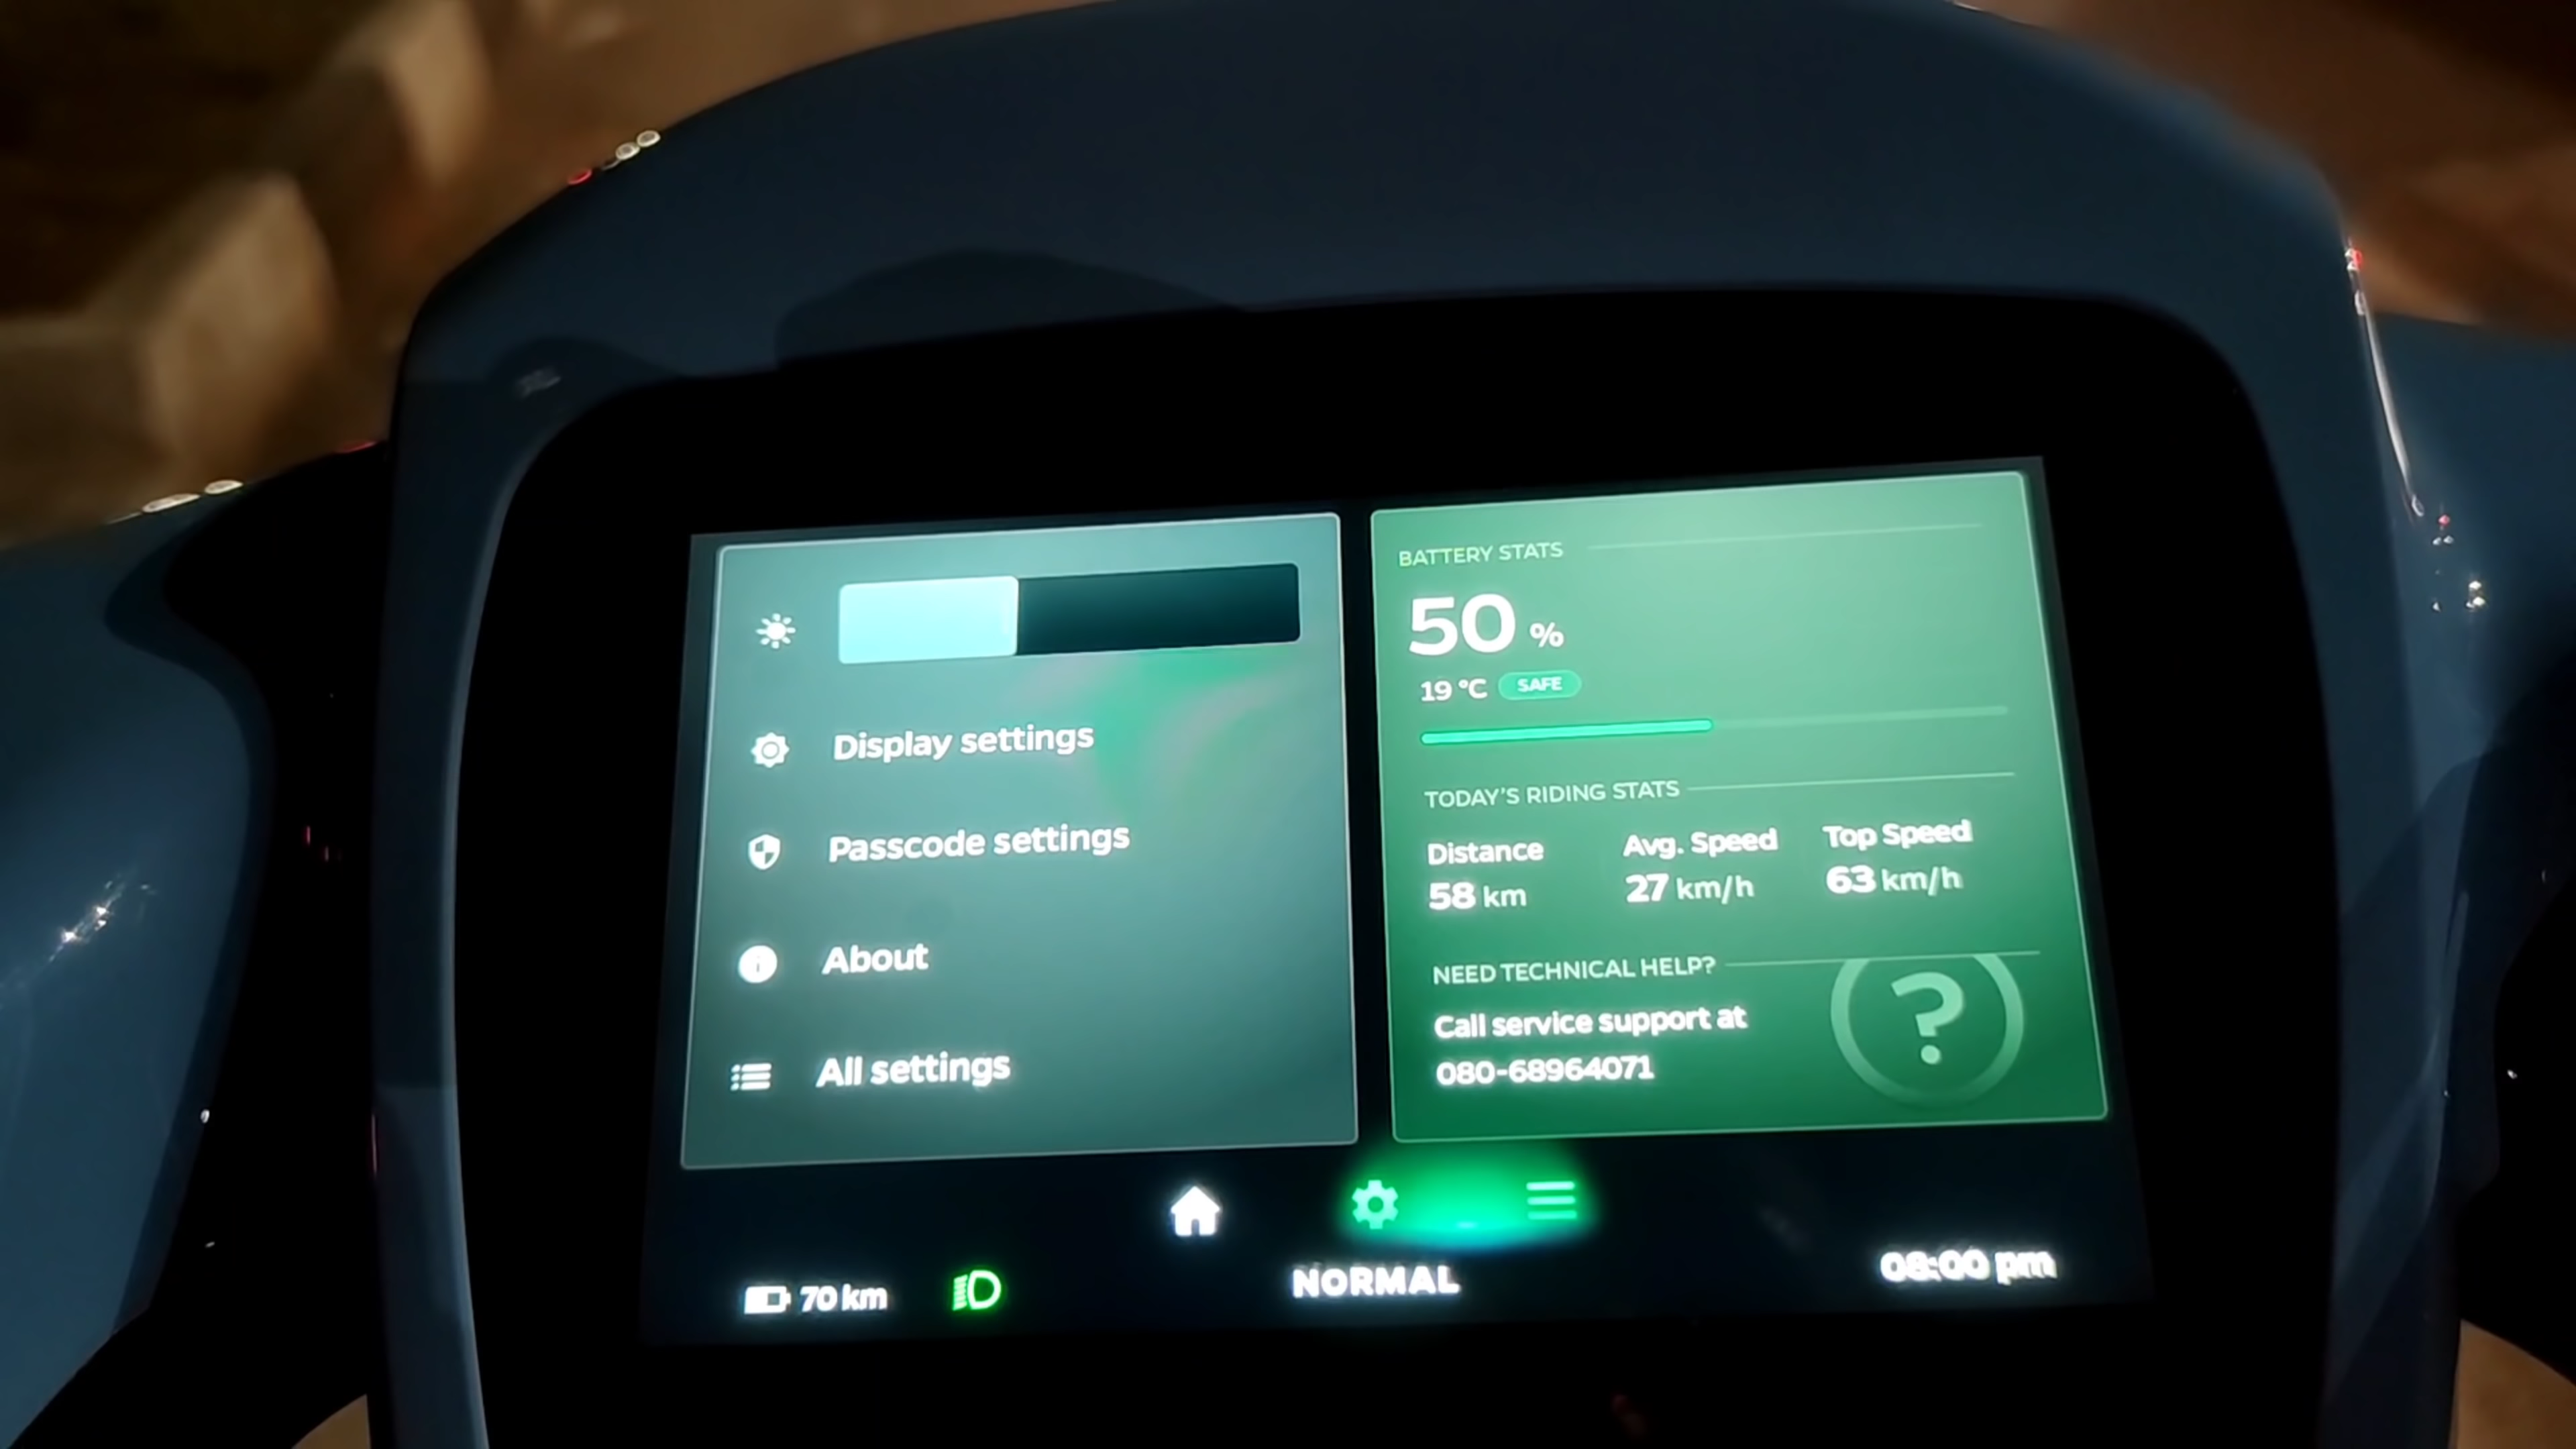 Display settings
Passcode settings
About
All settings
BATTERY STATS
50 %
19 °C SAFE
TODAY'S RIDING STATS
Distance Avg. Speed Top Speed
58 km 27 km/h 63 km/h
NEED TECHNICAL HELP?
Call service support at
080-68964071
?
70 km
NORMAL
08:00 pm